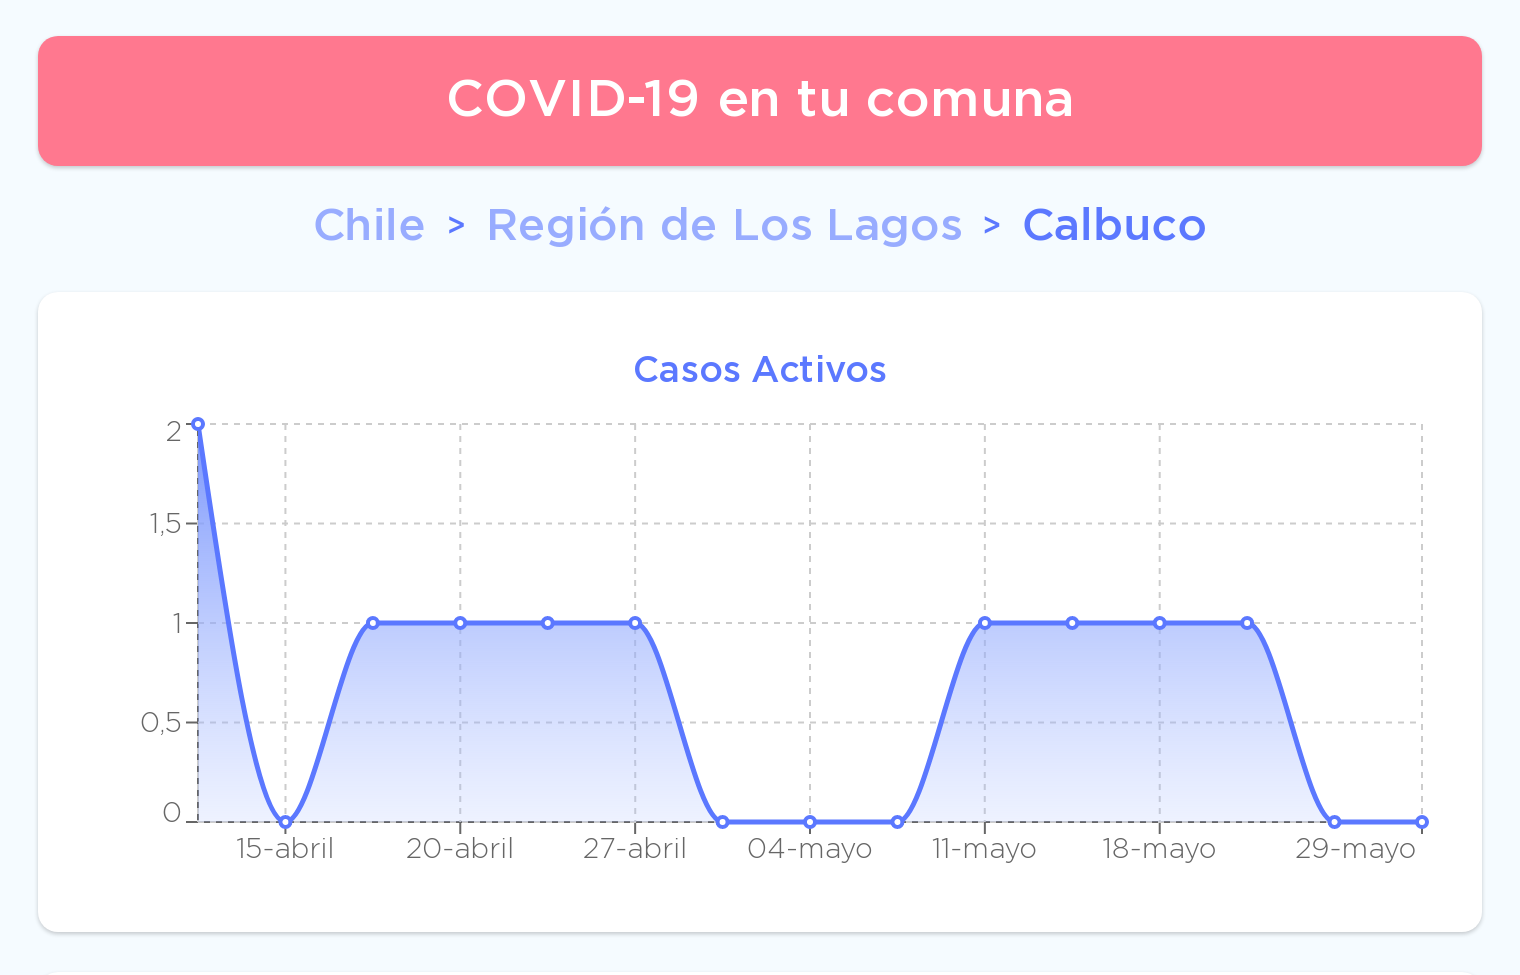 COVID-19 en tu comuna
Chile > Región de Los Lagos > Calbuco
Casos Activos
2
1,5
1
0,5
0
15-abril 20-abril 27-abril 04-mayo 11-mayo 18-mayo 29-mayo